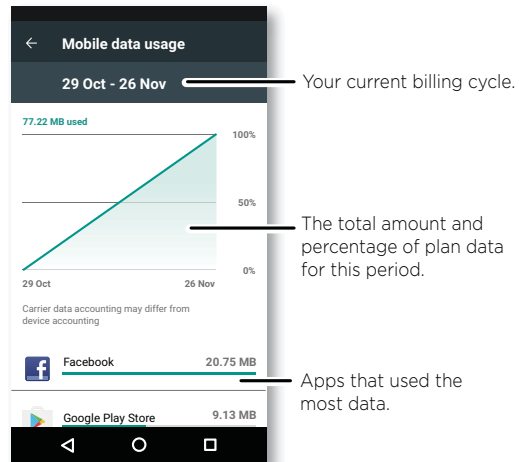 Mobile data usage
29 Oct - 26 Nov
Your current billing cycle.
77.22 MB used
100%
50%
The total amount and
percentage of plan data
for this period.
0%
29 Oct 26 Nov
Carrier data accounting may differ from
device accounting
Facebook 20.75 MB
Apps that used the
most data.
Google Play Store 9.13 MB